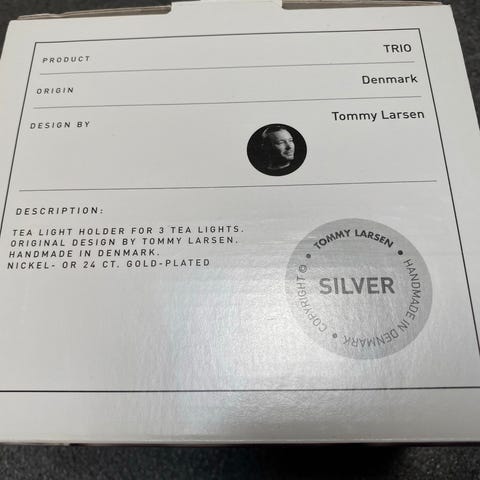 PRODUCT TRIO
ORIGIN Denmark
DESIGN BY Tommy Larsen
DESCRIPTION:
TEA LIGHT HOLDER FOR 3 TEA LIGHTS.
ORIGINAL DESIGN BY TOMMY LARSEN.
HANDMADE IN DENMARK.
NICKEL- OR 24 CT. GOLD-PLATED
• TOMMY LARSEN • HANDMADE IN DENMARK • COPYRIGHT ©
SILVER